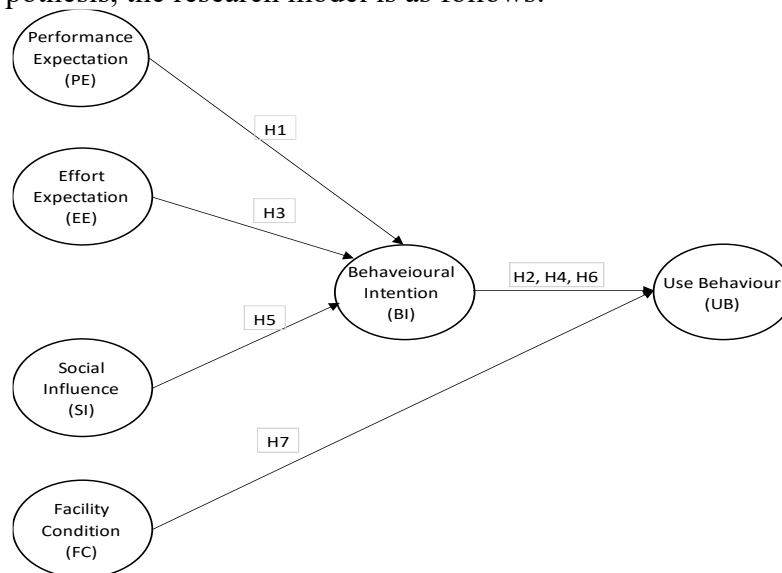 pothesis, the research model is as follows:
Performance
Expectation
(PE)
H1
Effort
Expectation
(EE)
H3
Behaveioural
Intention
(BI)
H2, H4, H6
Use Behaviour
(UB)
H5
Social
Influence
(SI)
H7
Facility
Condition
(FC)